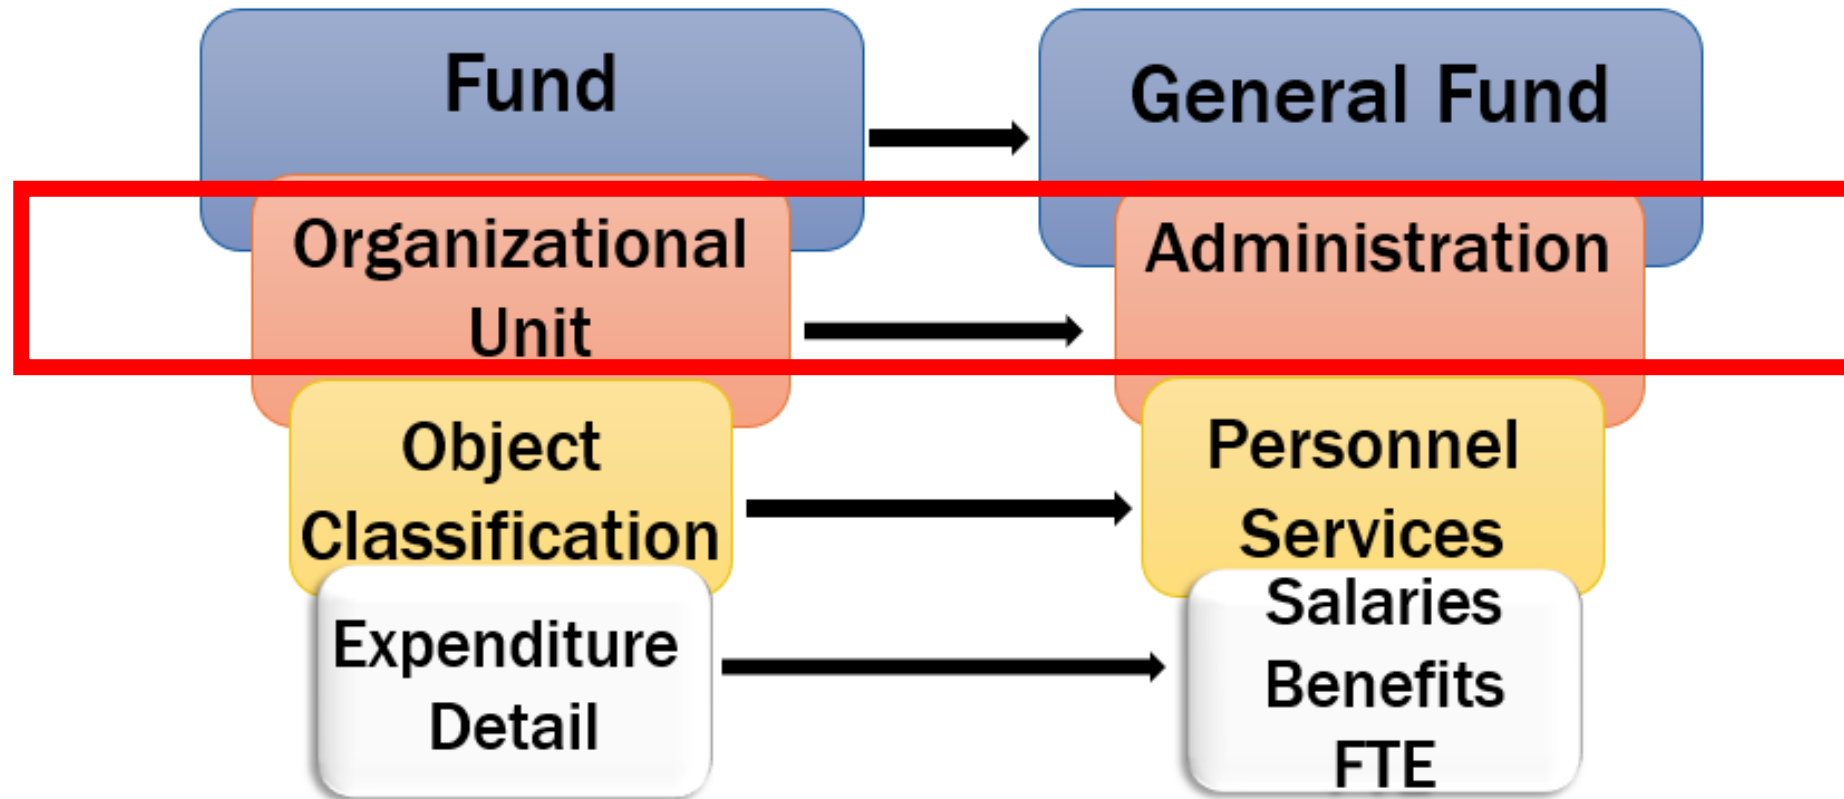 Fund
General Fund
Organizational
Unit
Administration
Object
Classification
Personnel
Services
Expenditure
Detail
Salaries
Benefits
FTE